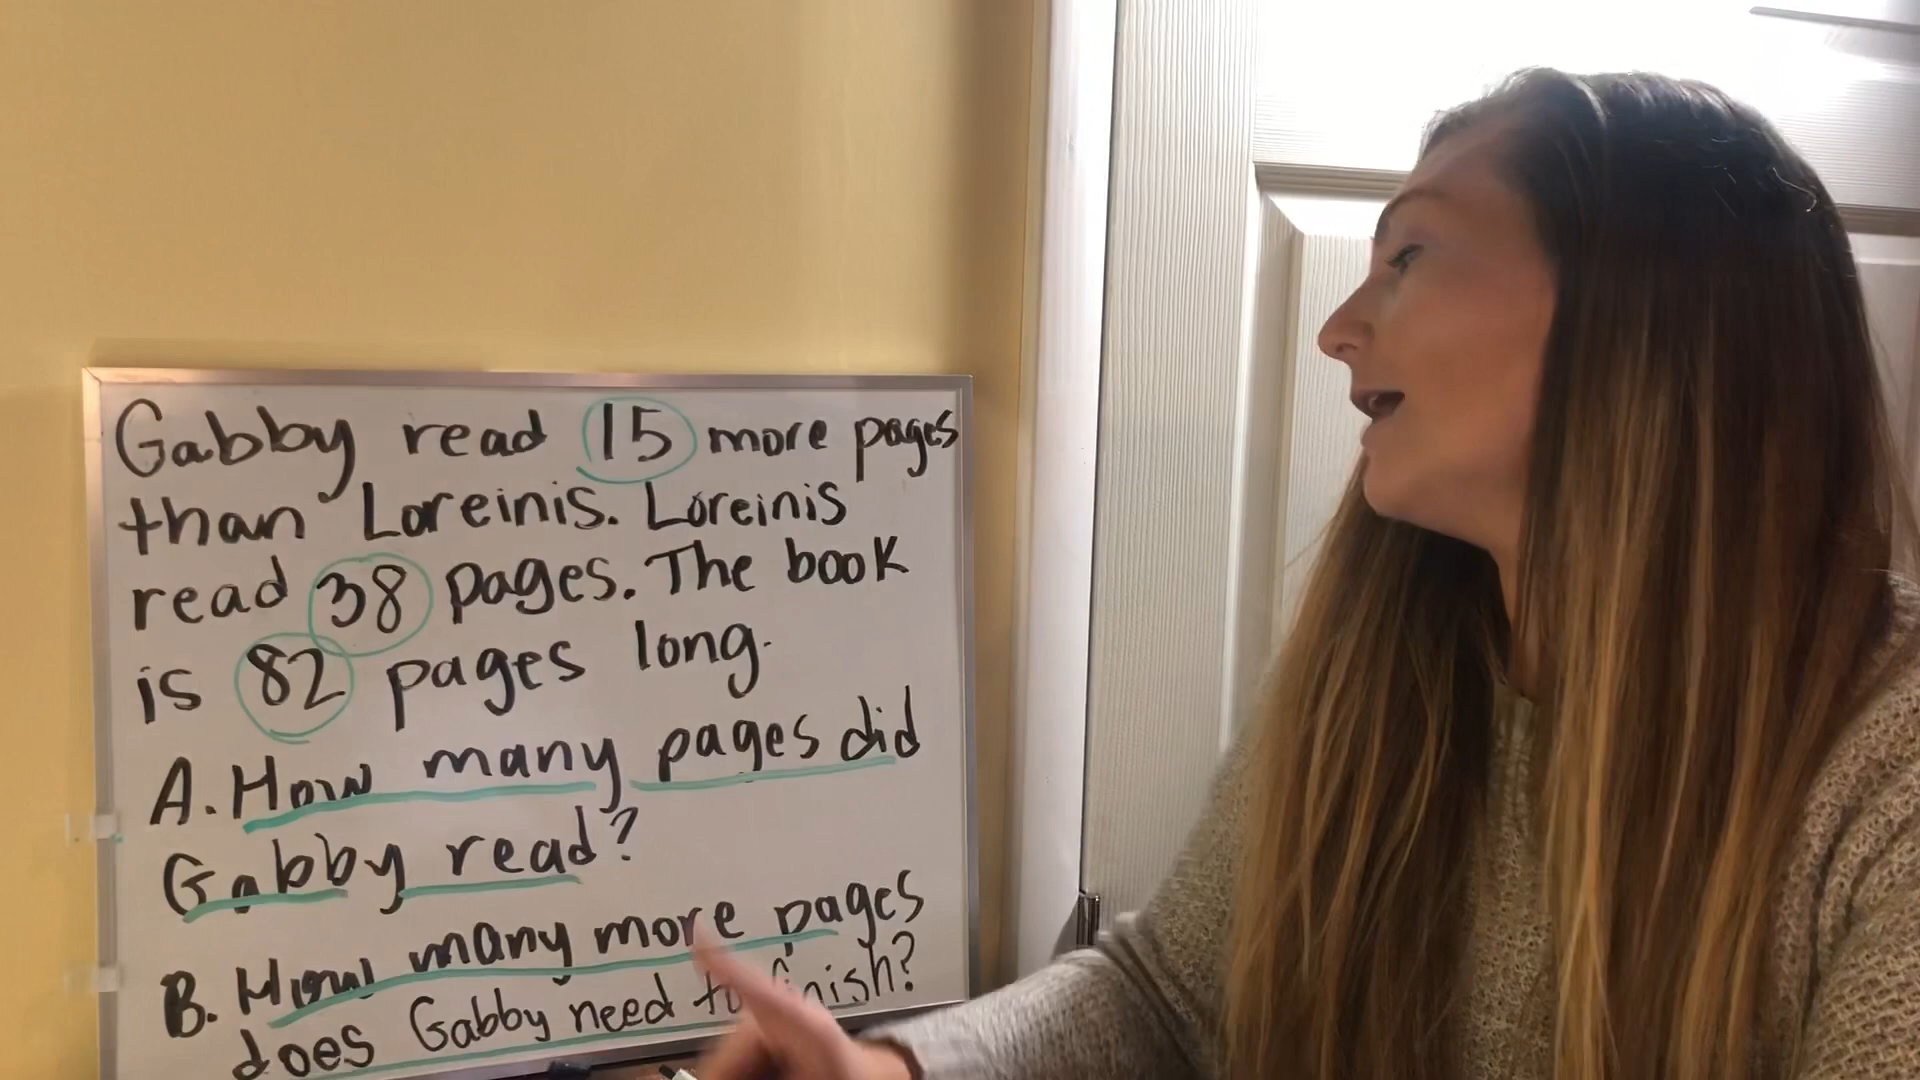 Gabby read 15 more pages
than Loreinis. Loreinis
read 38 pages. The book
is 82 pages long.
A. How many pages did
Gabby read?
B. How many more pages
does Gabby need to finish?